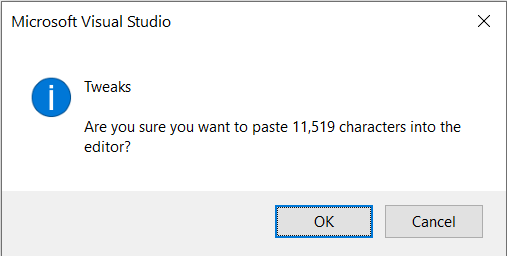 Microsoft Visual Studio
Tweaks
Are you sure you want to paste 11,519 characters into the
editor?
OK
Cancel